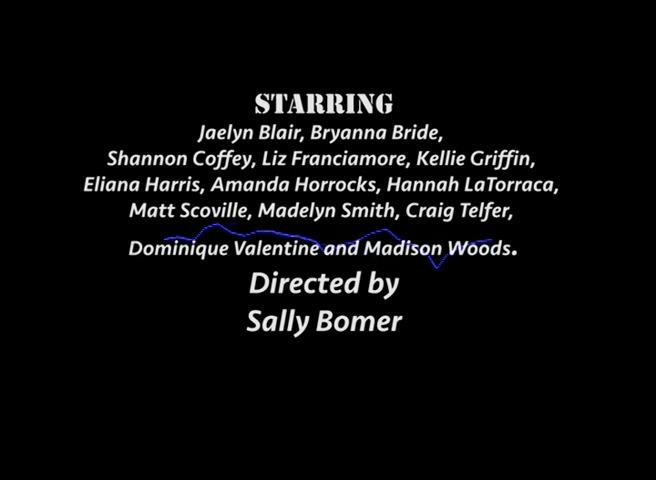 STARRING
Jaelyn Blair, Bryanna Bride,
Shannon Coffey, Liz Franciamore, Kellie Griffin,
Eliana Harris, Amanda Horrocks, Hannah LaTorraca,
Matt Scoville, Madelyn Smith, Craig Telfer,
Dominique Valentine and Madison Woods.
Directed by
Sally Bomer